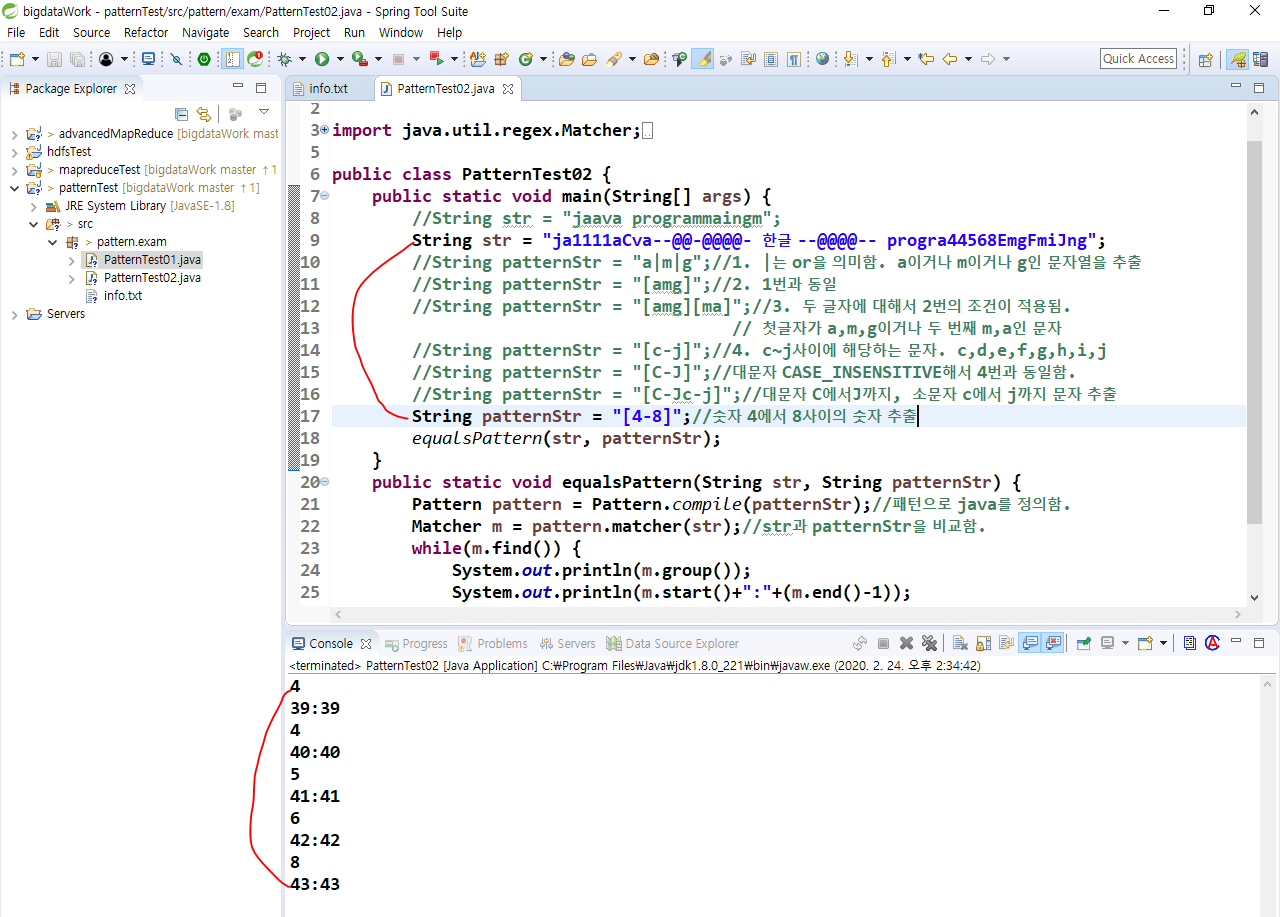 bigdataWork - patternTest/src/pattern/exam/PatternTest02.java - Spring Tool Suite
File Edit Source Refactor Navigate Search Project Run Window Help
Quick Access
Package Explorer
> advancedMapReduce [bigdataWork mast
hdfsTest
> mapreduceTest [bigdataWork master ↑1
> patternTest [bigdataWork master ↑1]
JRE System Library [JavaSE-1.8]
> src
> pattern.exam
PatternTest01.java
PatternTest02.java
info.txt
Servers
info.txt PatternTest02.java
2
3 import java.util.regex.Matcher;
5
6 public class PatternTest02 {
7 public static void main(String[] args) {
8 //String str = "jaava programmaingm";
9 String str = "ja1111aCva--@@-@@@@- 한글 --@@@@-- progra44568EmgFmiJng";
10 //String patternStr = "a|m|g";//1. |는 or을 의미함. a이거나 m이거나 g인 문자열을 추출
11 //String patternStr = "[amg]";//2. 1번과 동일
12 //String patternStr = "[amg][ma]";//3. 두 글자에 대해서 2번의 조건이 적용됨.
13 // 첫글자가 a,m,g이거나 두 번째 m,a인 문자
14 //String patternStr = "[c-j]";//4. c~j사이에 해당하는 문자. c,d,e,f,g,h,i,j
15 //String patternStr = "[C-J]";//대문자 CASE_INSENSITIVE해서 4번과 동일함.
16 //String patternStr = "[C-Jc-j]";//대문자 C에서J까지, 소문자 c에서 j까지 문자 추출
17 String patternStr = "[4-8]";//숫자 4에서 8사이의 숫자 추출
18 equalsPattern(str, patternStr);
19 }
20 public static void equalsPattern(String str, String patternStr) {
21 Pattern pattern = Pattern.compile(patternStr);//패턴으로 java를 정의함.
22 Matcher m = pattern.matcher(str);//str과 patternStr을 비교함.
23 while(m.find()) {
24 System.out.println(m.group());
25 System.out.println(m.start()+":"+(m.end()-1));
Console Progress Problems Servers Data Source Explorer
<terminated> PatternTest02 [Java Application] C:₩Program Files₩Java₩jdk1.8.0_221₩bin₩javaw.exe (2020. 2. 24. 오후 2:34:42)
4
39:39
4
40:40
5
41:41
6
42:42
8
43:43